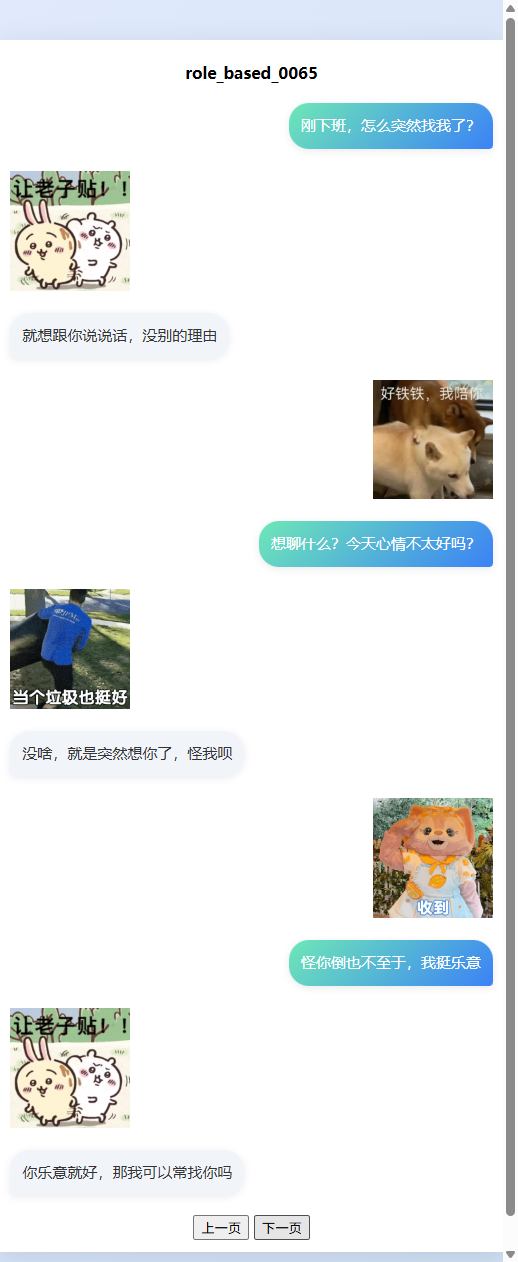 role_based_0065
刚下班，怎么突然找我了？
让老子贴！！
就想跟你说说话，没别的理由
好铁铁，我陪你
想聊什么？今天心情不太好吗？
当个垃圾也挺好
没啥，就是突然想你了，怪我呗
收到
怪你倒也不至于，我挺乐意
让老子贴！！
你乐意就好，那我可以常找你吗
上一页 下一页